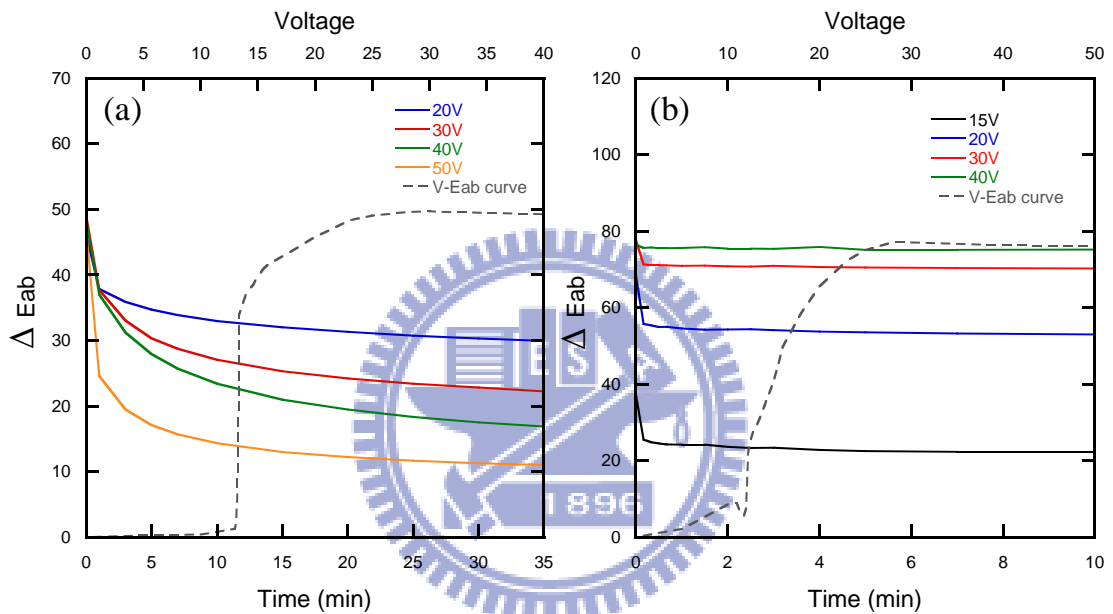 Voltage
0 5 10 15 20 25 30 35 40
70
60
50
40
30
20
10
0
Δ Eab
(a)
20V
30V
40V
50V
V-Eab curve
0 5 10 15 20 25 30 35
Time (min)
Voltage
0 10 20 30 40 50
120
100
80
60
40
20
0
Δ Eab
(b)
15V
20V
30V
40V
V-Eab curve
0 2 4 6 8 10
Time (min)
E S
1896